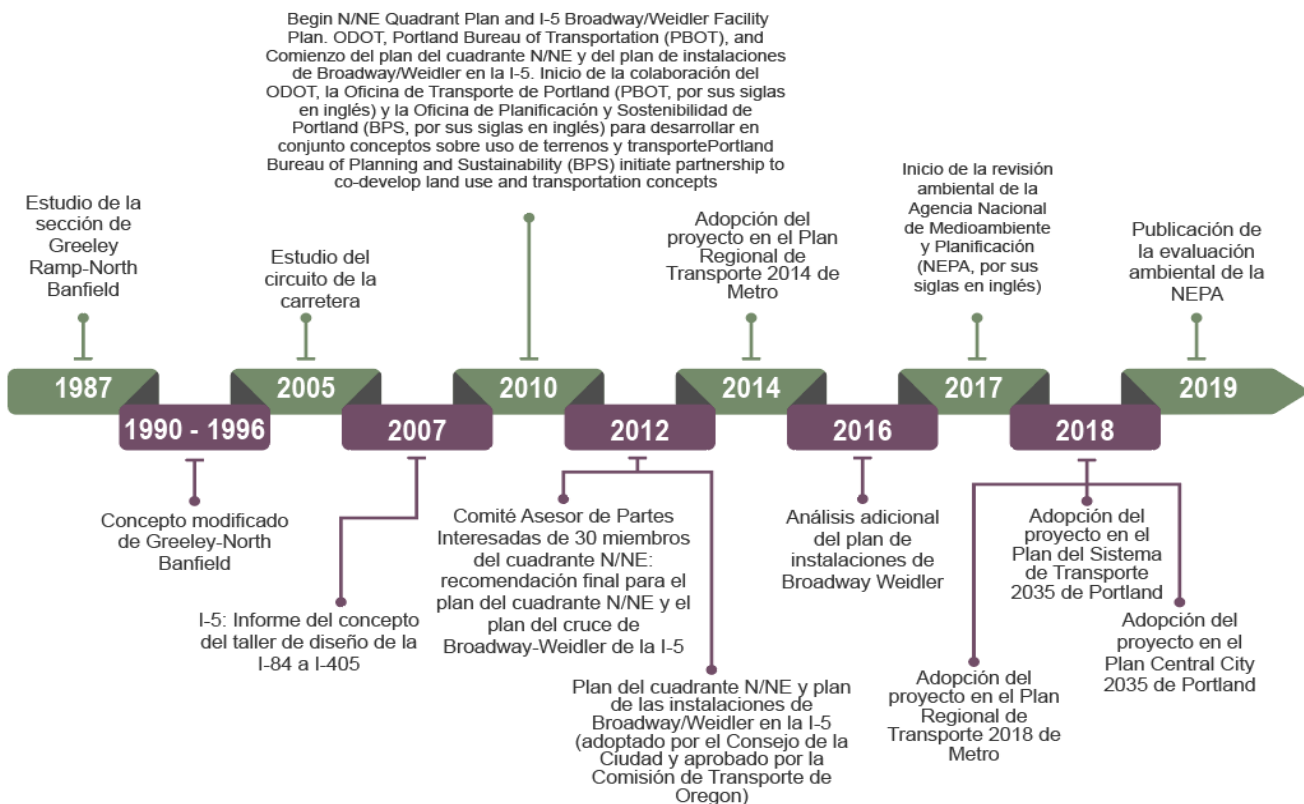 Begin N/NE Quadrant Plan and I-5 Broadway/Weidler Facility
Plan. ODOT, Portland Bureau of Transportation (PBOT), and
Comienzo del plan del cuadrante N/NE y del plan de instalaciones
de Broadway/Weidler en la I-5. Inicio de la colaboración del
ODOT, la Oficina de Transporte de Portland (PBOT, por sus siglas
en inglés) y la Oficina de Planificación y Sostenibilidad de
Portland (BPS, por sus siglas en inglés) para desarrollar en
conjunto conceptos sobre uso de terrenos y transportePortland
Bureau of Planning and Sustainability (BPS) initiate partnership to
co-develop land use and transportation concepts
Estudio de la
sección de
Greeley
Ramp-North
Banfield
Estudio del
circuito de la
carretera
Adopción del
proyecto en el Plan
Regional de
Transporte 2014 de
Metro
Inicio de la revisión
ambiental de la
Agencia Nacional
de Medioambiente
y Planificación
(NEPA, por sus
siglas en inglés)
Publicación de
la evaluación
ambiental de la
NEPA
1987
2005
2010
2014
2017
2019
1990 - 1996
2007
2012
2016
2018
Concepto modificado
de Greeley-North
Banfield
I-5: Informe del concepto
del taller de diseño de la
I-84 a I-405
Comité Asesor de Partes
Interesadas de 30 miembros
del cuadrante N/NE:
recomendación final para el
plan del cuadrante N/NE y el
plan del cruce de
Broadway-Weidler de la I-5
Plan del cuadrante N/NE y plan
de las instalaciones de
Broadway/Weidler en la I-5
(adoptado por el Consejo de la
Ciudad y aprobado por la
Comisión de Transporte de
Oregon)
Análisis adicional
del plan de
instalaciones de
Broadway Weidler
Adopción del
proyecto en el Plan
Regional de
Transporte 2018 de
Metro
Adopción del
proyecto en el
Plan del Sistema
de Transporte
2035 de Portland
Adopción del
proyecto en el
Plan Central City
2035 de Portland